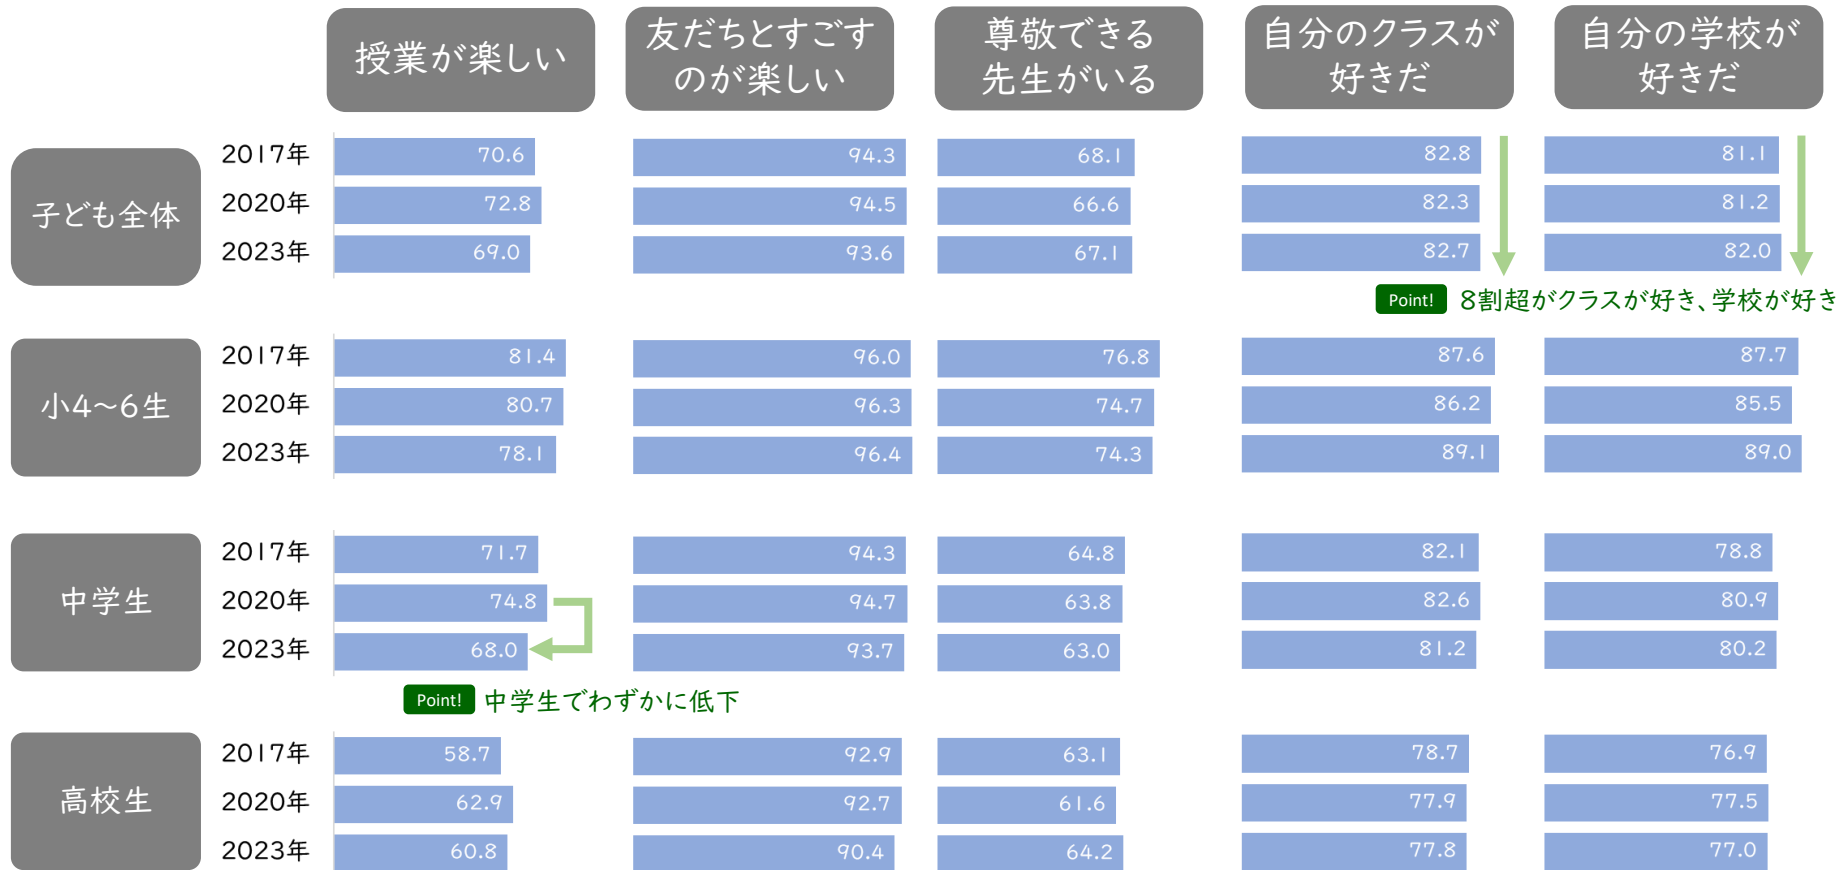 授業が楽しい
友だちとすごす
のが楽しい
尊敬できる
先生がいる
自分のクラスが
好きだ
自分の学校が
好きだ
子ども全体
2017年 70.6 94.3 68.1 82.8 81.1
2020年 72.8 94.5 66.6 82.3 81.2
2023年 69.0 93.6 67.1 82.7 82.0
Point! 8割超がクラスが好き、学校が好き
小4～6生
2017年 81.4 96.0 76.8 87.6 87.7
2020年 80.7 96.3 74.7 86.2 85.5
2023年 78.1 96.4 74.3 89.1 89.0
中学生
2017年 71.7 94.3 64.8 82.1 78.8
2020年 74.8 94.7 63.8 82.6 80.9
2023年 68.0 93.7 63.0 81.2 80.2
Point! 中学生でわずかに低下
高校生
2017年 58.7 92.9 63.1 78.7 76.9
2020年 62.9 92.7 61.6 77.9 77.5
2023年 60.8 90.4 64.2 77.8 77.0